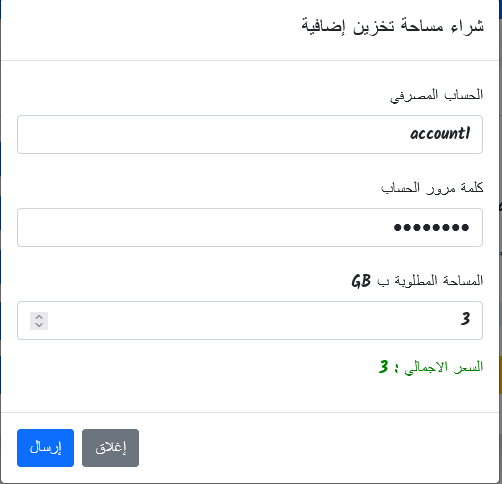 شراء مساحة تخزين إضافية
الحساب المصرفي
account1
كلمة مرور الحساب
••••••••
المساحة المطلوبة ب GB
3
السعر الاجمالي : 3
إغلاق
إرسال